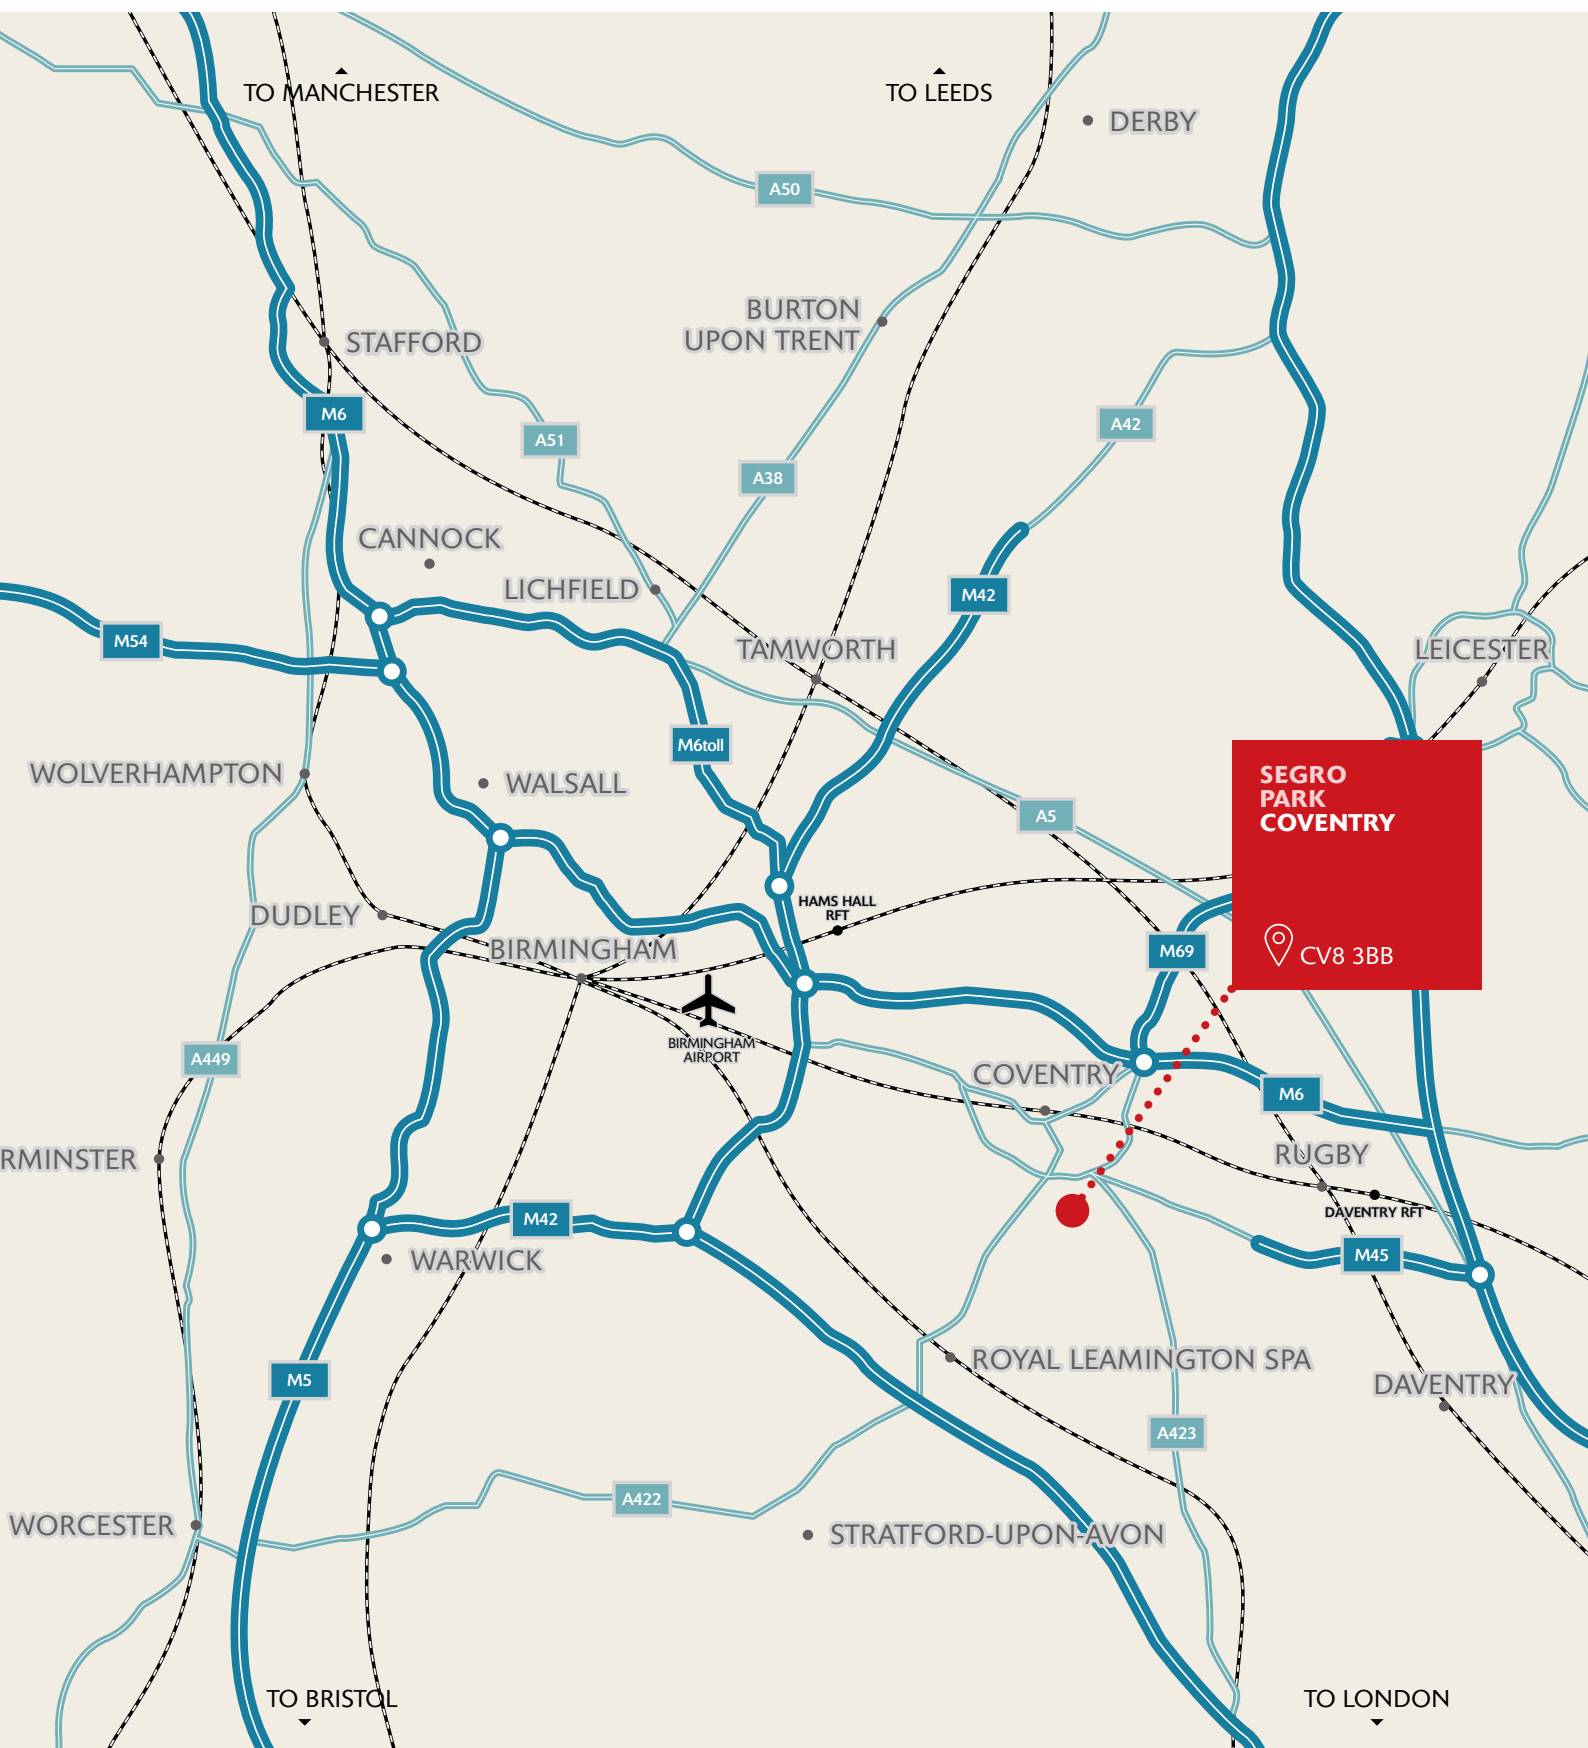 TO MANCHESTER
TO LEEDS
DERBY
A50
BURTON
UPON TRENT
STAFFORD
M6
A51
A42
A38
CANNOCK
LICHFIELD
M42
M54
TAMWORTH
LEICESTER
M6toll
WOLVERHAMPTON
WALSALL
A5
SEGRO
PARK
COVENTRY
CV8 3BB
HAMS HALL
RFT
DUDLEY
BIRMINGHAM
M69
BIRMINGHAM
AIRPORT
A449
COVENTRY
M6
RMINSTER
RUGBY
DAVENTRY RFT
M42
WARWICK
M45
ROYAL LEAMINGTON SPA
M5
DAVENTRY
A423
A422
WORCESTER
STRATFORD-UPON-AVON
TO BRISTOL
TO LONDON